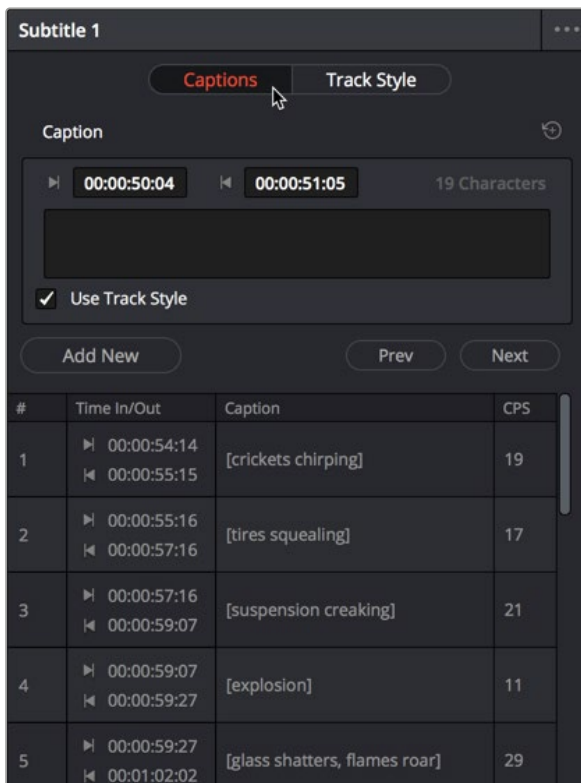 Subtitle 1
Captions Track Style
Caption
00:00:50:04 00:00:51:05 19 Characters
Use Track Style
Add New Prev Next
# Time In/Out Caption CPS
1 00:00:54:14 [crickets chirping] 19
00:00:55:15
2 00:00:55:16 [tires squealing] 17
00:00:57:16
3 00:00:57:16 [suspension creaking] 21
00:00:59:07
4 00:00:59:07 [explosion] 11
00:00:59:27
5 00:00:59:27 [glass shatters, flames roar] 29
00:01:02:02